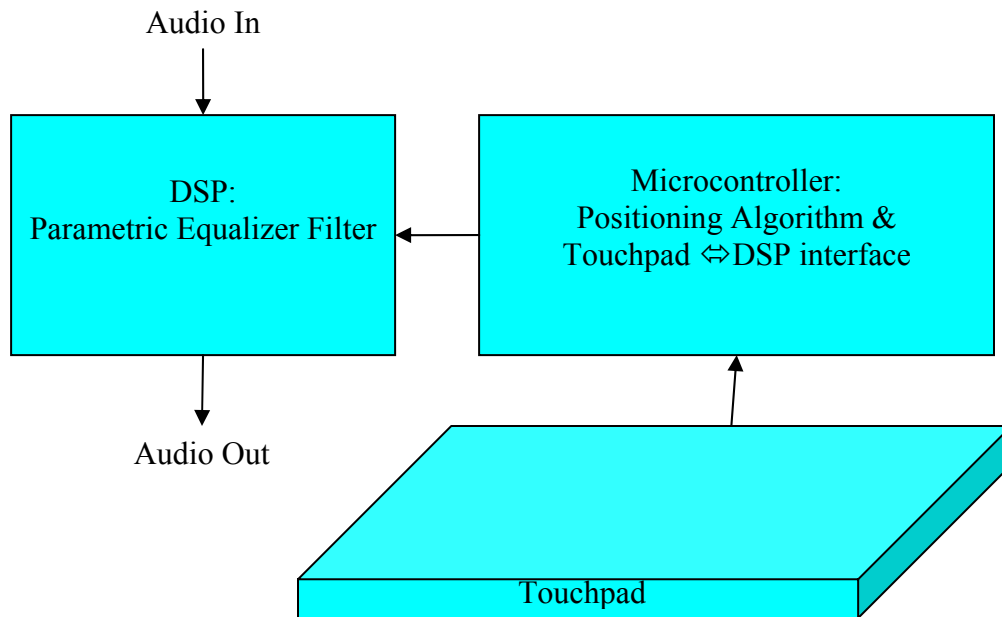 Audio In
DSP:
Parametric Equalizer Filter
Microcontroller:
Positioning Algorithm &
Touchpad ⇔DSP interface
Audio Out
Touchpad